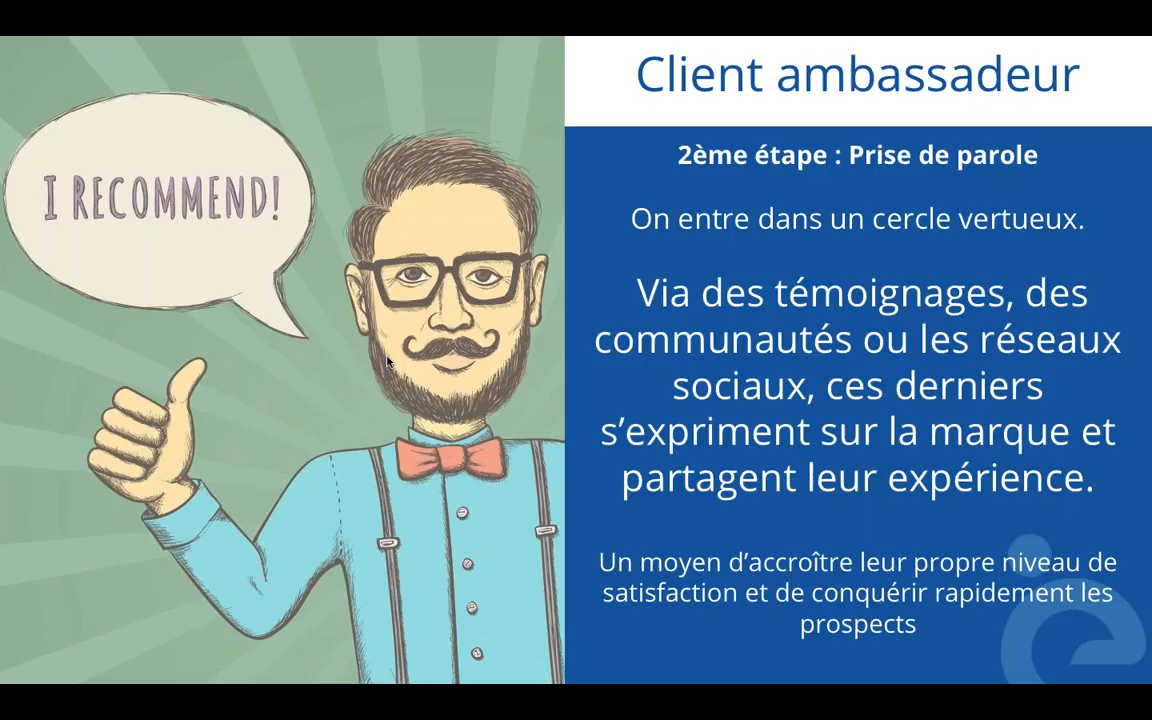 I RECOMMEND!
Client ambassadeur
2ème étape : Prise de parole
On entre dans un cercle vertueux.
Via des témoignages, des
communautés ou les réseaux
sociaux, ces derniers
s’expriment sur la marque et
partagent leur expérience.
Un moyen d’accroître leur propre niveau de
satisfaction et de conquérir rapidement les
prospects